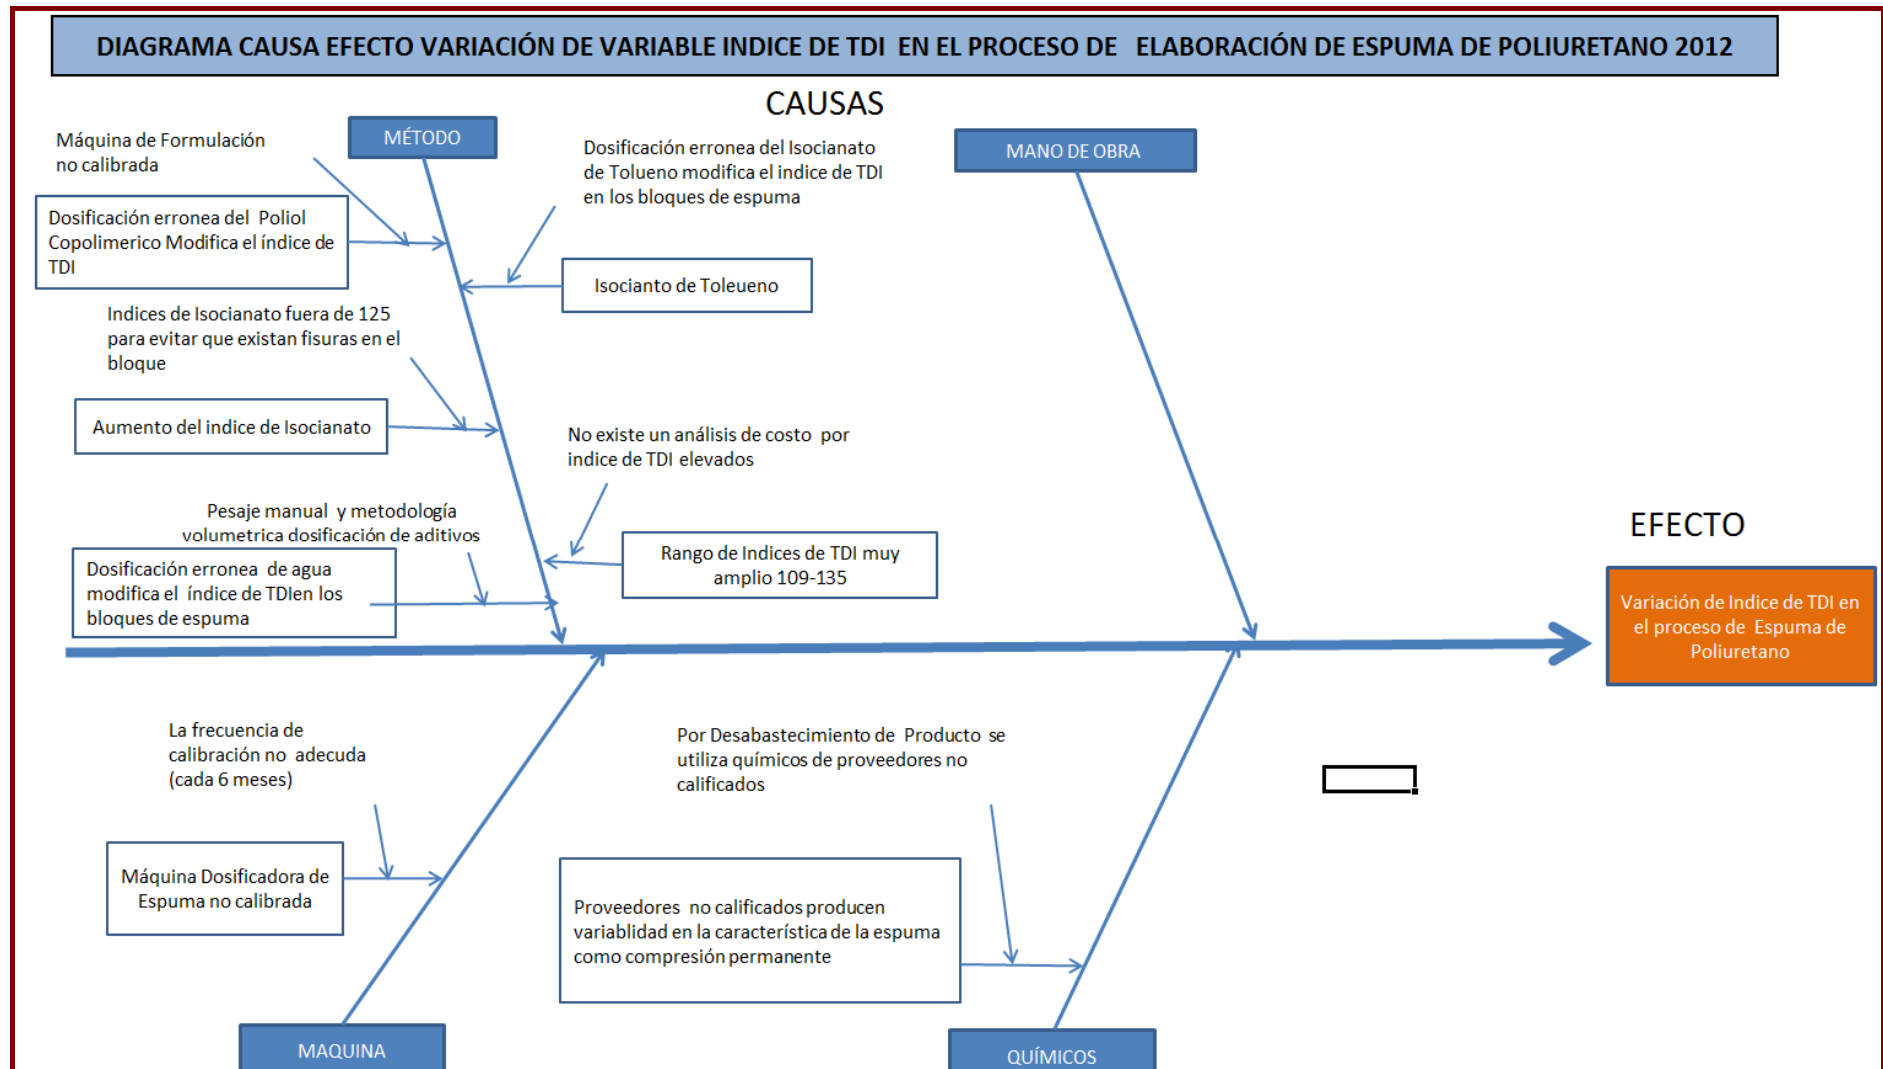 DIAGRAMA CAUSA EFECTO VARIACIÓN DE VARIABLE INDICE DE TDI EN EL PROCESO DE ELABORACIÓN DE ESPUMA DE POLIURETANO 2012
CAUSAS
MÉTODO
Máquina de Formulación
no calibrada
Dosificación erronea del Isocianato
de Tolueno modifica el indice de TDI
en los bloques de espuma
MANO DE OBRA
Dosificación erronea del Poliol
Copolimerico Modifica el índice de
TDI
Isocianto de Toleueno
Indices de Isocianato fuera de 125
para evitar que existan fisuras en el
bloque
Aumento del indice de Isocianato
No existe un análisis de costo por
indice de TDI elevados
Pesaje manual y metodología
volumetrica dosificación de aditivos
Rango de Indices de TDI muy
amplio 109-135
Dosificación erronea de agua
modifica el índice de TDIen los
bloques de espuma
EFECTO
Variación de Indice de TDI en
el proceso de Espuma de
Poliuretano
La frecuencia de
calibración no adecuda
(cada 6 meses)
Por Desabastecimiento de Producto se
utiliza químicos de proveedores no
calificados
Máquina Dosificadora de
Espuma no calibrada
Proveedores no calificados producen
variablidad en la característica de la espuma
como compresión permanente
MAQUINA
QUÍMICOS